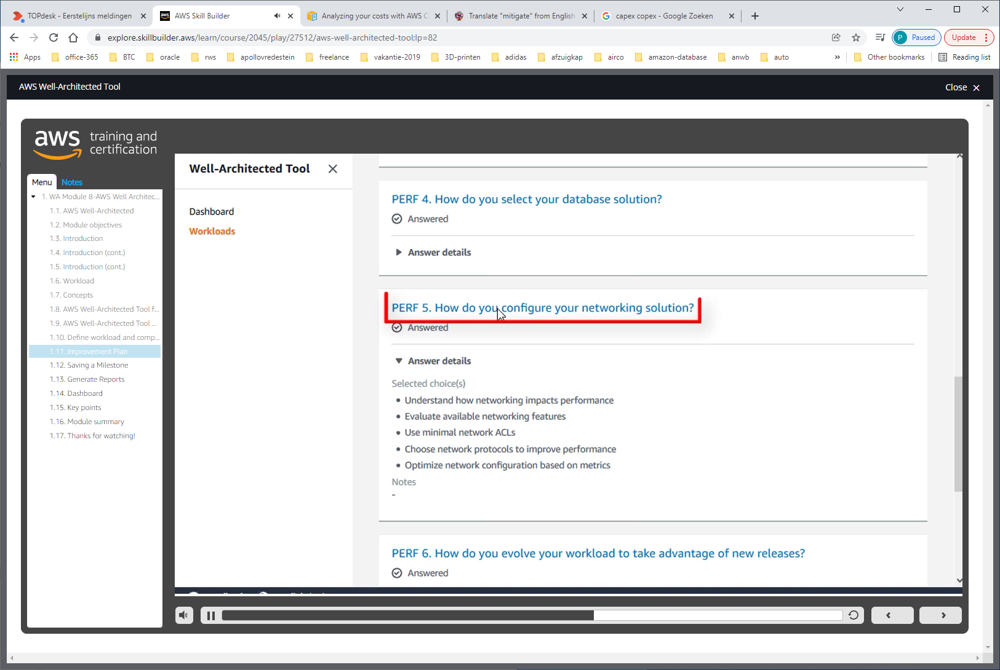 TOPdesk - Eerstelijns meldingen
AWS Skill Builder
Analyzing your costs with AWS C
Translate "mitigate" from English
capex copex - Google Zoeken
explore.skillbuilder.aws/learn/course/2045/play/27512/aws-well-architected-tool;lp=82
P Paused
Update
Apps
office-365
BTC
oracle
rws
apollovredestein
freelance
vakantie-2019
3D-printen
adidas
afzuigkap
airco
amazon-database
anwb
auto
»
Other bookmarks
Reading list
AWS Well-Architected Tool
Close
aws training and certification
Menu
Notes
1. WA Module 8-AWS Well Architec...
1.1. AWS Well-Architected
1.2. Module objectives
1.3. Introduction
1.4. Introduction (cont.)
1.5. Introduction (cont.)
1.6. Workload
1.7. Concepts
1.8. AWS Well-Architected Tool f...
1.9. AWS Well-Architected Tool ...
1.10. Define workload and comp...
1.11. Improvement Plan
1.12. Saving a Milestone
1.13. Generate Reports
1.14. Dashboard
1.15. Key points
1.16. Module summary
1.17. Thanks for watching!
Well-Architected Tool
Dashboard
Workloads
PERF 4. How do you select your database solution?
Answered
Answer details
PERF 5. How do you configure your networking solution?
Answered
Answer details
Selected choice(s)
• Understand how networking impacts performance
• Evaluate available networking features
• Use minimal network ACLs
• Choose network protocols to improve performance
• Optimize network configuration based on metrics
Notes
-
PERF 6. How do you evolve your workload to take advantage of new releases?
Answered